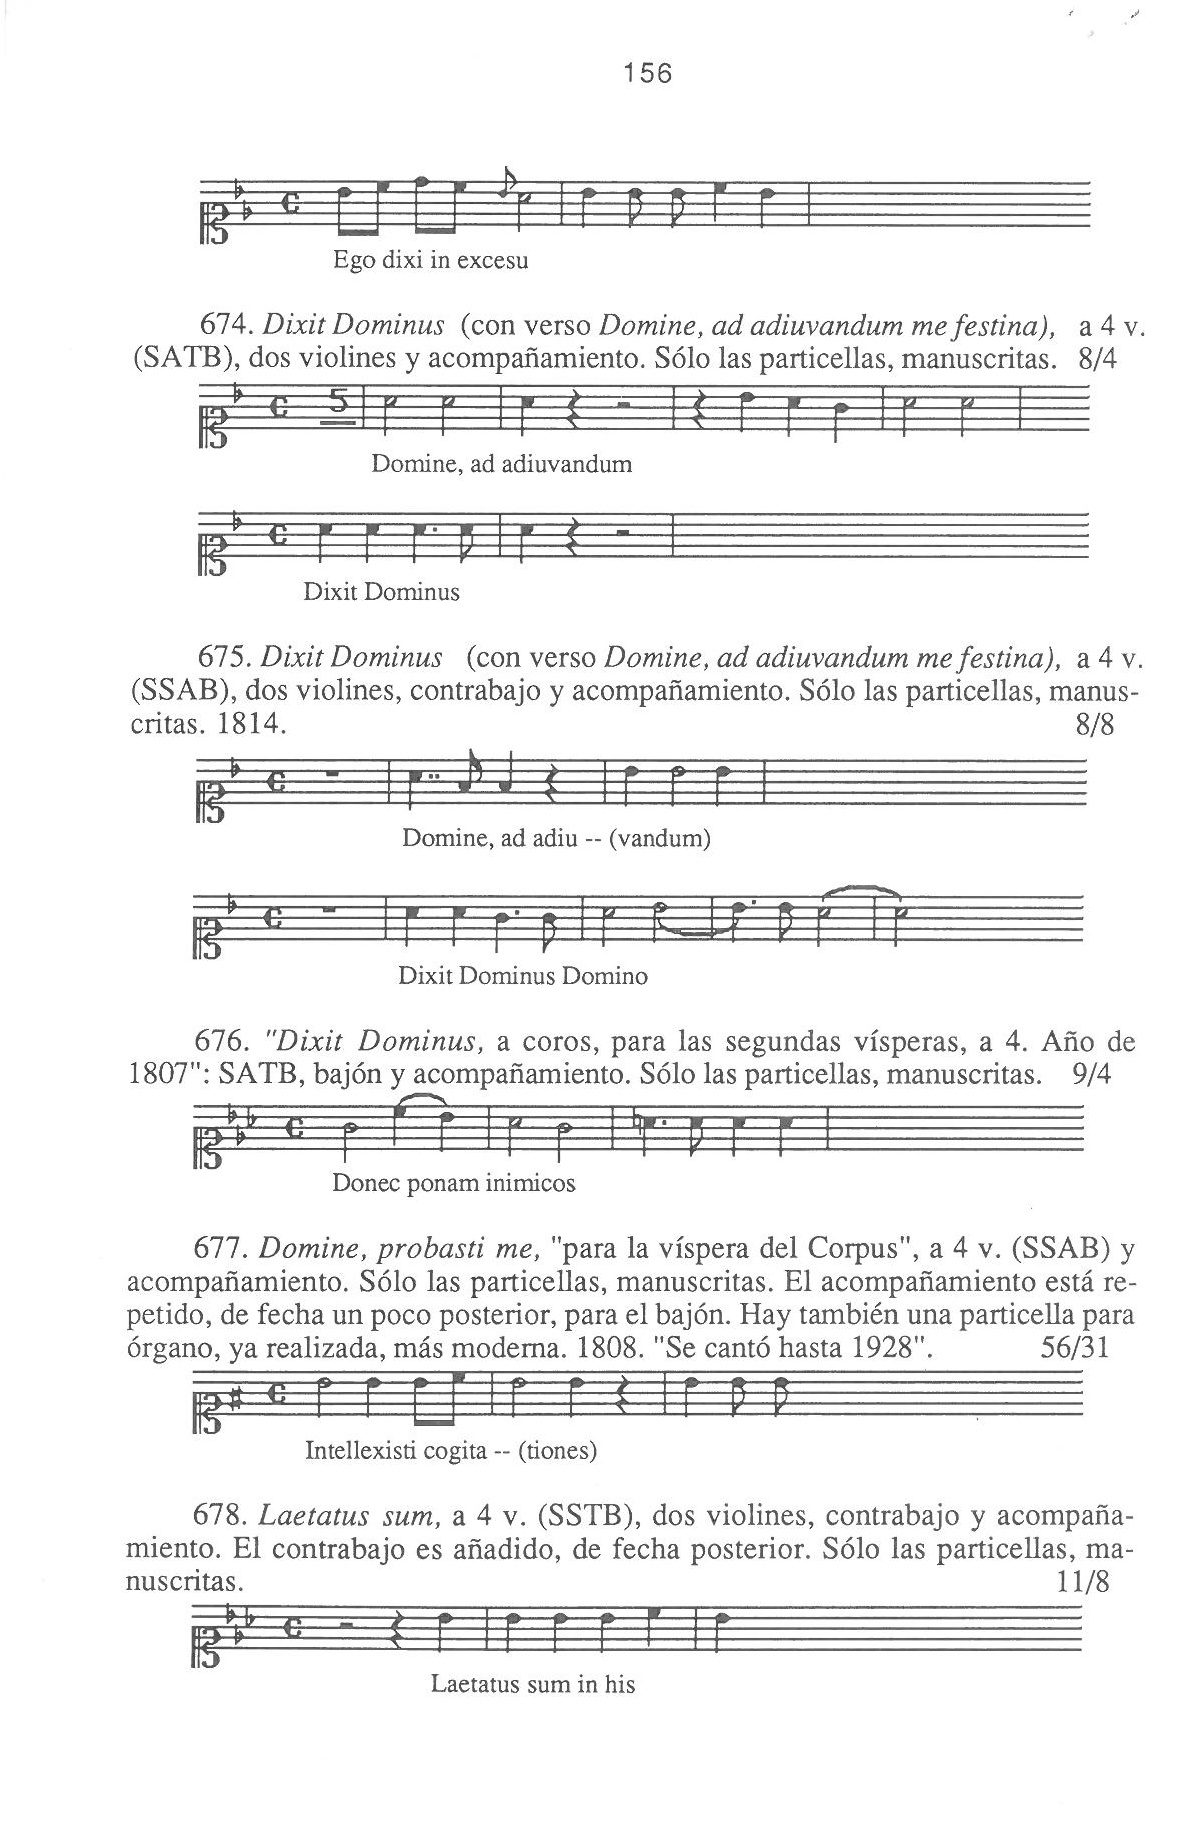 156
Ego dixi in excesu
674. Dixit Dominus (con verso Domine, ad adiuvandum me festina), a 4 v.
(SATB), dos violines y acompañamiento. Sólo las particellas, manuscritas. 8/4
5
Domine, ad adiuvandum
Dixit Dominus
675. Dixit Dominus (con verso Domine, ad adiuvandum me festina), a 4 v.
(SSAB), dos violines, contrabajo y acompañamiento. Sólo las particellas, manus-
critas. 1814. 8/8
Domine, ad adiu -- (vandum)
Dixit Dominus Domino
676. "Dixit Dominus, a coros, para las segundas vísperas, a 4. Año de
1807": SATB, bajón y acompañamiento. Sólo las particellas, manuscritas. 9/4
Donec ponam inimicos
677. Domine, probasti me, "para la víspera del Corpus", a 4 v. (SSAB) y
acompañamiento. Sólo las particellas, manuscritas. El acompañamiento está re-
petido, de fecha un poco posterior, para el bajón. Hay también una particella para
órgano, ya realizada, más moderna. 1808. "Se cantó hasta 1928". 56/31
Intellexisti cogita -- (tiones)
678. Laetatus sum, a 4 v. (SSTB), dos violines, contrabajo y acompaña-
miento. El contrabajo es añadido, de fecha posterior. Sólo las particellas, ma-
nuscritas. 11/8
Laetatus sum in his